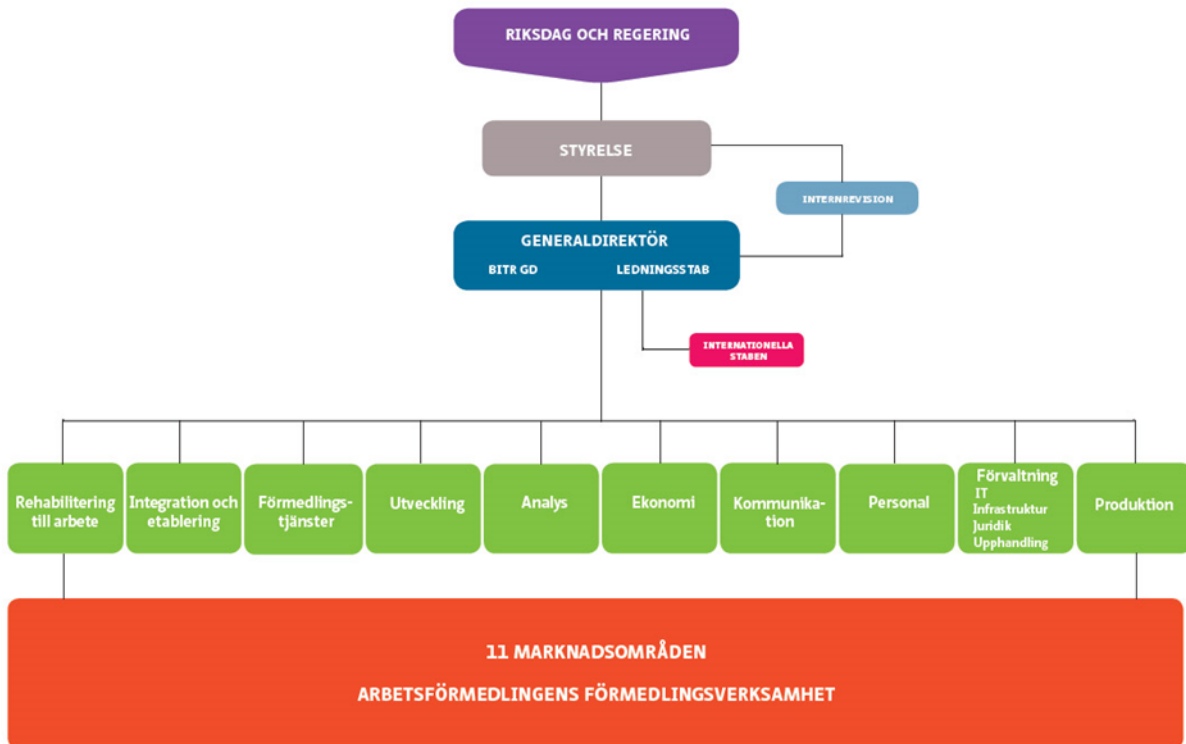 RIKSDAG OCH REGERING
STYRELSE
INTERNREVISION
GENERALDIREKTÖR
BITR GD LEDNINGSSTAB
INTERNATIONELLA
STABEN
Rehabilitering
till arbete
Integration och
etablering
Förmedlings-
tjänster
Utveckling
Analys
Ekonomi
Kommunika-
tion
Personal
Förvaltning
IT
Infrastruktur
Juridik
Upphandling
Produktion
11 MARKNADSOMRÅDEN
ARBETSFÖRMEDLINGENS FÖRMEDLINGSVERKSAMHET